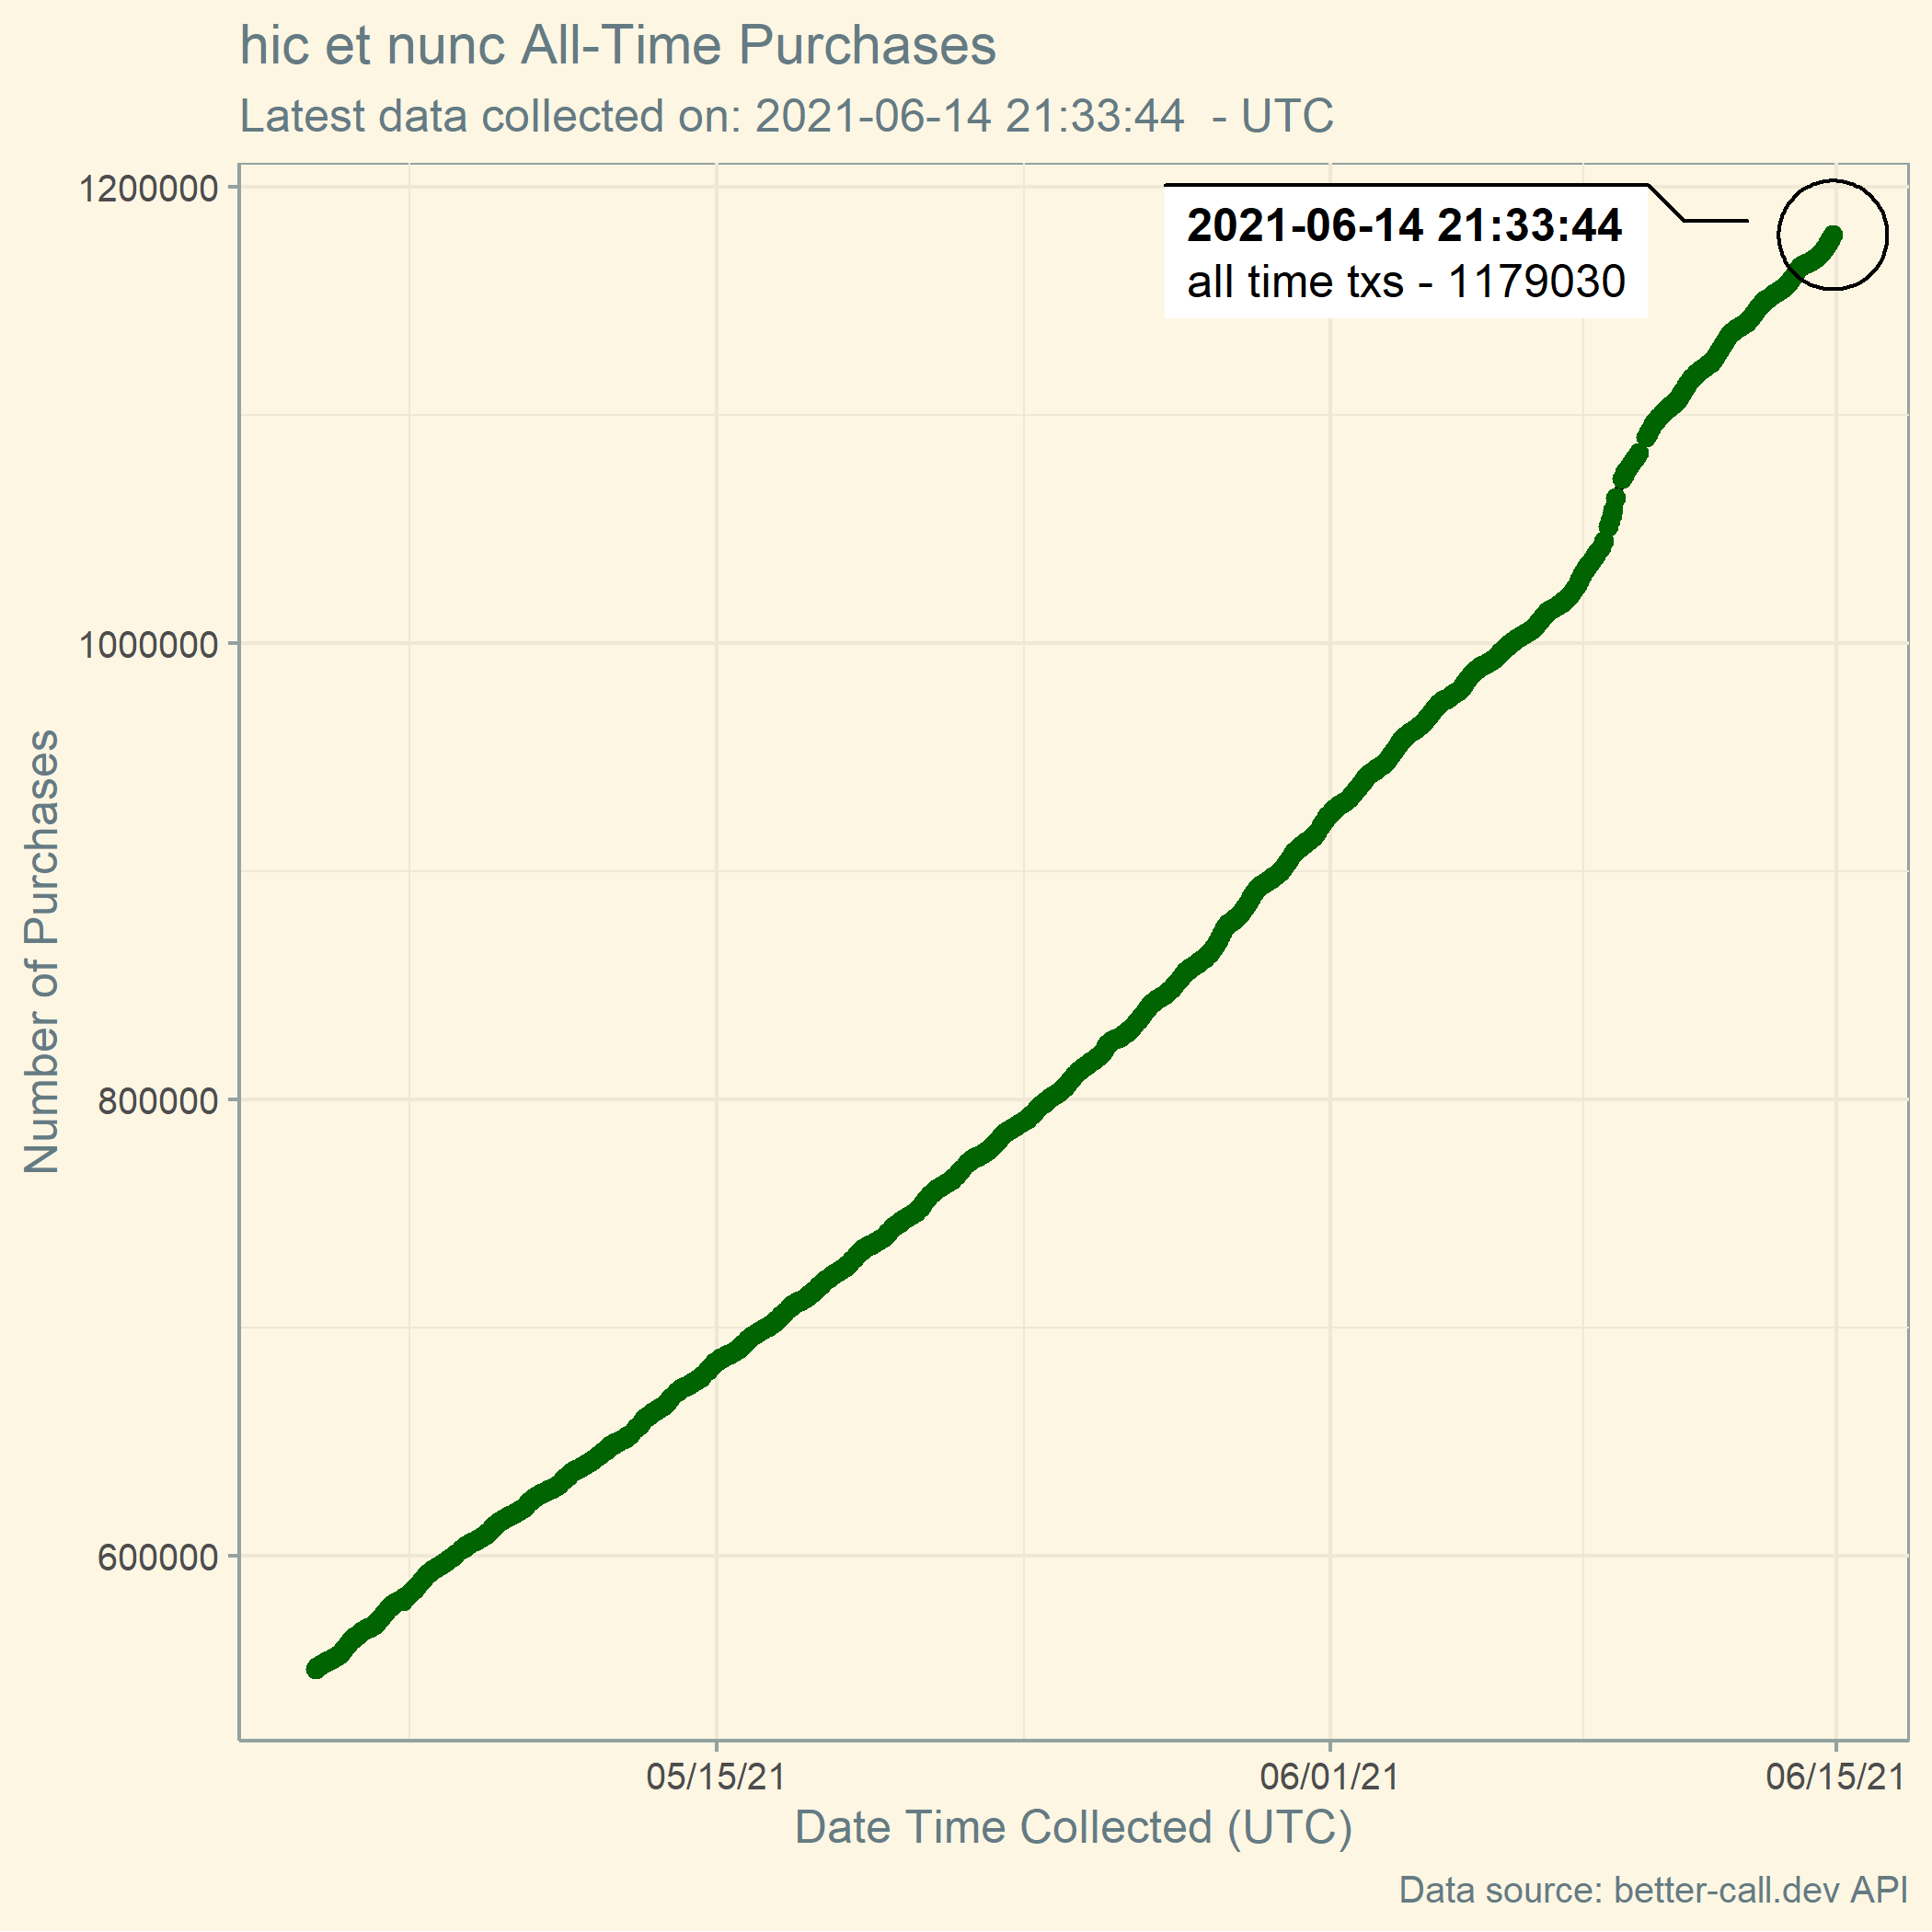 hic et nunc All-Time Purchases
Latest data collected on: 2021-06-14 21:33:44  - UTC
1200000
2021-06-14 21:33:44
all time txs - 1179030
1000000
Number of Purchases
800000
600000
05/15/21
06/01/21
06/15/21
Date Time Collected (UTC)
Data source: better-call.dev API